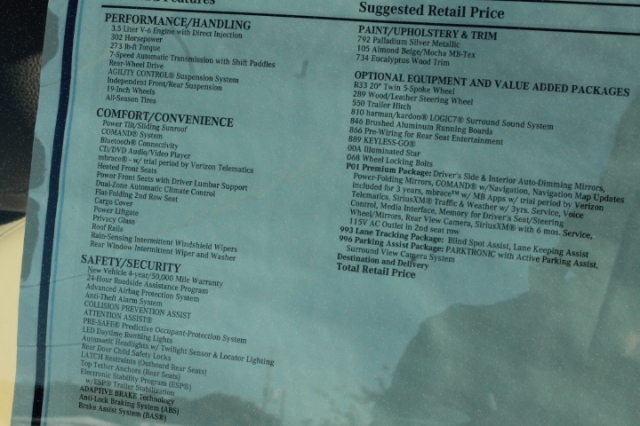 Features
PERFORMANCE/HANDLING
3.5 Liter V-6 Engine with Direct Injection
302 Horsepower
273 lb-ft Torque
7-Speed Automatic Transmission with Shift Paddles
Rear-Wheel Drive
AGILITY CONTROL® Suspension System
Independent Front/Rear Suspension
19-Inch Wheels
All-Season Tires
COMFORT/CONVENIENCE
Power Tilt/Sliding Sunroof
COMAND® System
Bluetooth® Connectivity
CD/DVD Audio/Video Player
mbrace®- w/ trial period by Verizon Telematics
Heated Front Seats
Power Front Seats with Driver Lumbar Support
Dual-Zone Automatic Climate Control
Flat-Folding 2nd Row Seat
Cargo Cover
Power Liftgate
Privacy Glass
Roof Rails
Rain-Sensing Intermittent Windshield Wipers
Rear Window Intermittent Wiper and Washer
SAFETY/SECURITY
New Vehicle 4-year/50,000 Mile Warranty
24-Hour Roadside Assistance Program
Advanced Airbag Protection System
Anti-Theft Alarm System
COLLISION PREVENTION ASSIST
ATTENTION ASSIST®
PRE-SAFE® Predictive Occupant-Protection System
LED Daytime Running Lights
Automatic Headlights w/ Twilight Sensor & Locator Lighting
Rear Door Child Safety Locks
LATCH Restraints (Outboard Rear Seats)
Top Tether Anchors (Rear Seats)
Electronic Stability Program (ESP®)
w/ESP® Trailer Stabilization
ADAPTIVE BRAKE Technology
Anti-Lock Braking System (ABS)
Brake Assist System (BAS®)
Suggested Retail Price
PAINT/UPHOLSTERY & TRIM
792 Palladium Silver Metallic
105 Almond Beige/Mocha MB-Tex
734 Eucalyptus Wood Trim
OPTIONAL EQUIPMENT AND VALUE ADDED PACKAGES
R33 20" Twin 5-Spoke Wheel
289 Wood/Leather Steering Wheel
550 Trailer Hitch
810 harman/kardon® LOGIC7® Surround Sound System
846 Brushed Aluminum Running Boards
866 Pre-Wiring for Rear Seat Entertainment
889 KEYLESS-GO®
00A Illuminated Star
068 Wheel Locking Bolts
P01 Premium Package: Driver's Side & Interior Auto-Dimming Mirrors,
Power-Folding Mirrors, COMAND® w/Navigation, Navigation Map Updates
Included for 3 years, mbrace™ w/ MB Apps w/ trial period by Verizon
Telematics, SiriusXM® Traffic & Weather w/ 3yrs. Service, Voice
Control, Media Interface, Memory for Driver's Seat/Steering
Wheel/Mirrors, Rear View Camera, SiriusXM® with 6 mos. Service,
115V AC Outlet in 2nd seat row
993 Lane Tracking Package: Blind Spot Assist, Lane Keeping Assist
996 Parking Assist Package: PARKTRONIC with Active Parking Assist,
Surround View Camera System
Destination and Delivery
Total Retail Price